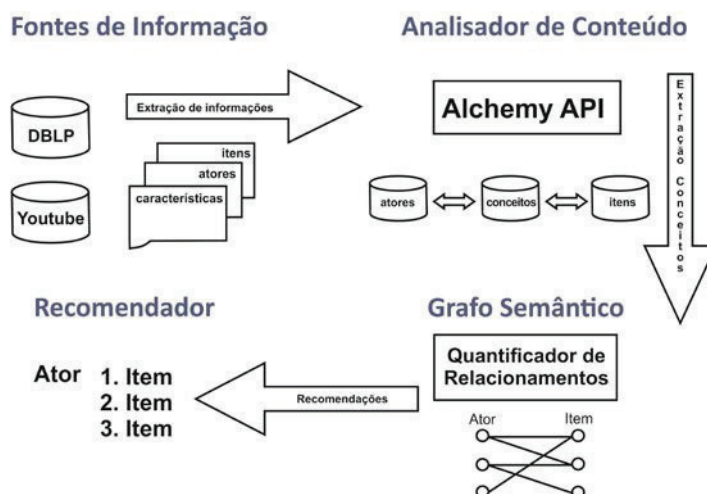 Fontes de Informação
Analisador de Conteúdo
DBLP
Youtube
Extração de informações
itens
atores
características
Alchemy API
atores
conceitos
ítens
Extração Conceitos
Recomendador
Grafo Semântico
Ator
1. Item
2. Item
3. Item
Recomendações
Quantificador de
Relacionamentos
Ator
Item